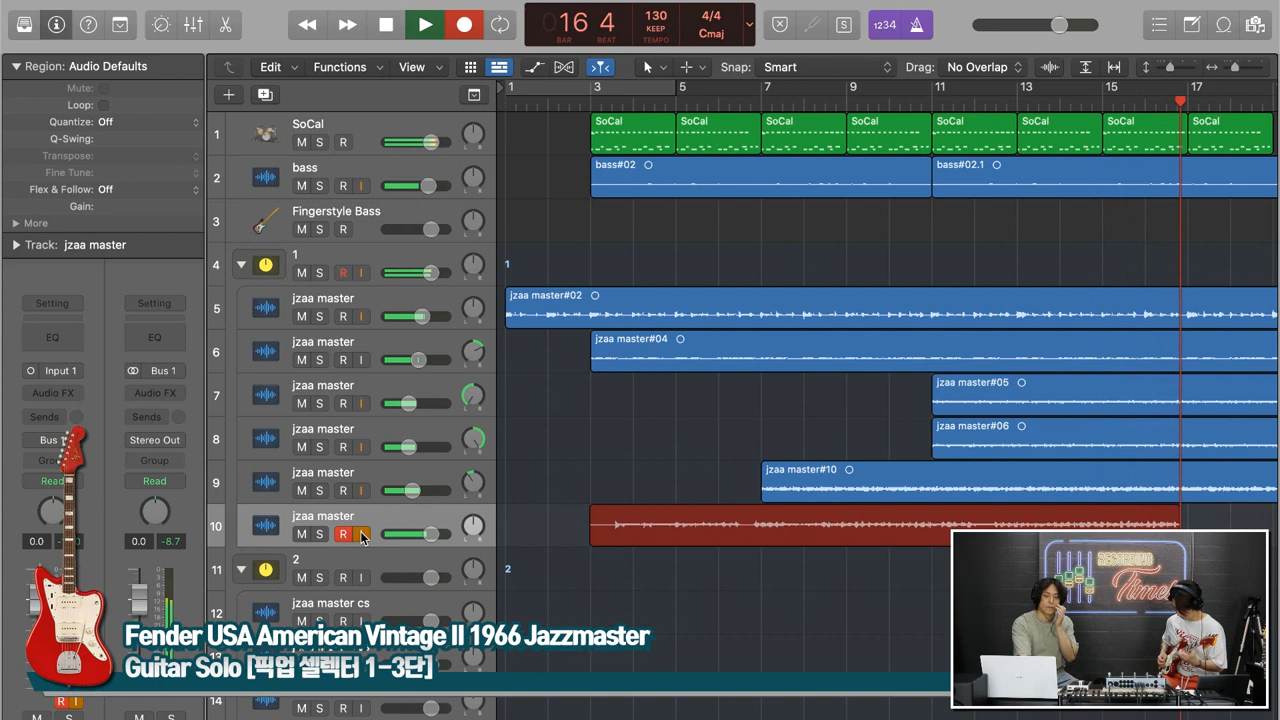 16 4
BAR BEAT
130
KEEP
TEMPO
4/4
Cmaj
1234
S
Region: Audio Defaults
Mute:
Loop:
Quantize: Off
Q-Swing:
Transpose:
Fine Tune:
Flex & Follow: Off
Gain:
More
Track: jzaa master
Edit
Functions
View
Snap: Smart
Drag: No Overlap
1 3 5 7 9 11 13 15 17
1 SoCal
M S R
SoCal SoCal SoCal SoCal SoCal SoCal SoCal SoCal
2 bass
M S R I
bass#02
bass#02.1
3 Fingerstyle Bass
M S R
4 1
M S R I
1
5 jzaa master
M S R I
jzaa master#02
6 jzaa master
M S R I
jzaa master#04
7 jzaa master
M S R I
jzaa master#05
8 jzaa master
M S R I
jzaa master#06
9 jzaa master
M S R I
jzaa master#10
10 jzaa master
M S R
11 2
M S R I
2
12 jzaa master cs
13
14
M S R I
Setting Setting
EQ EQ
Input 1 Bus 1
Audio FX Audio FX
Sends Sends
Bus 1 Stereo Out
Group
Read Read
0.0 0.0 -8.7
R I
M S M S
RECORDING
Time!
Fender USA American Vintage II 1966 Jazzmaster
Guitar Solo [픽업 셀렉터 1-3단]